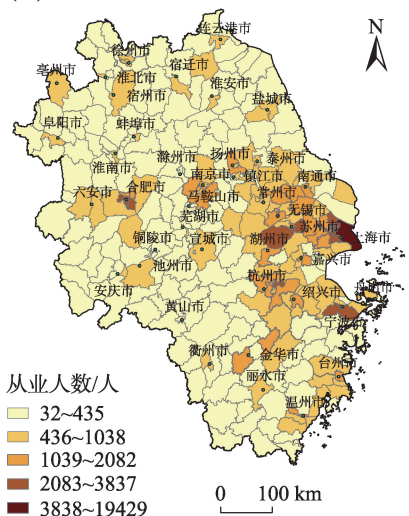 连云港市
N
徐州市
亳州市
淮北市
宿迁市
宿州市
淮安市
盐城市
阜阳市
蚌埠市
淮南市
滁州市
扬州市
泰州市
六安市
合肥市
南京市
镇江市
南通市
马鞍山市
常州市
芜湖市
无锡市
苏州市
上海市
铜陵市
宣城市
湖州市
池州市
嘉兴市
安庆市
杭州市
绍兴市
黄山市
宁波市
衢州市
金华市
台州市
丽水市
温州市
从业人数/人
32~435
436~1038
1039~2082
2083~3837
3838~19429
0 100 km